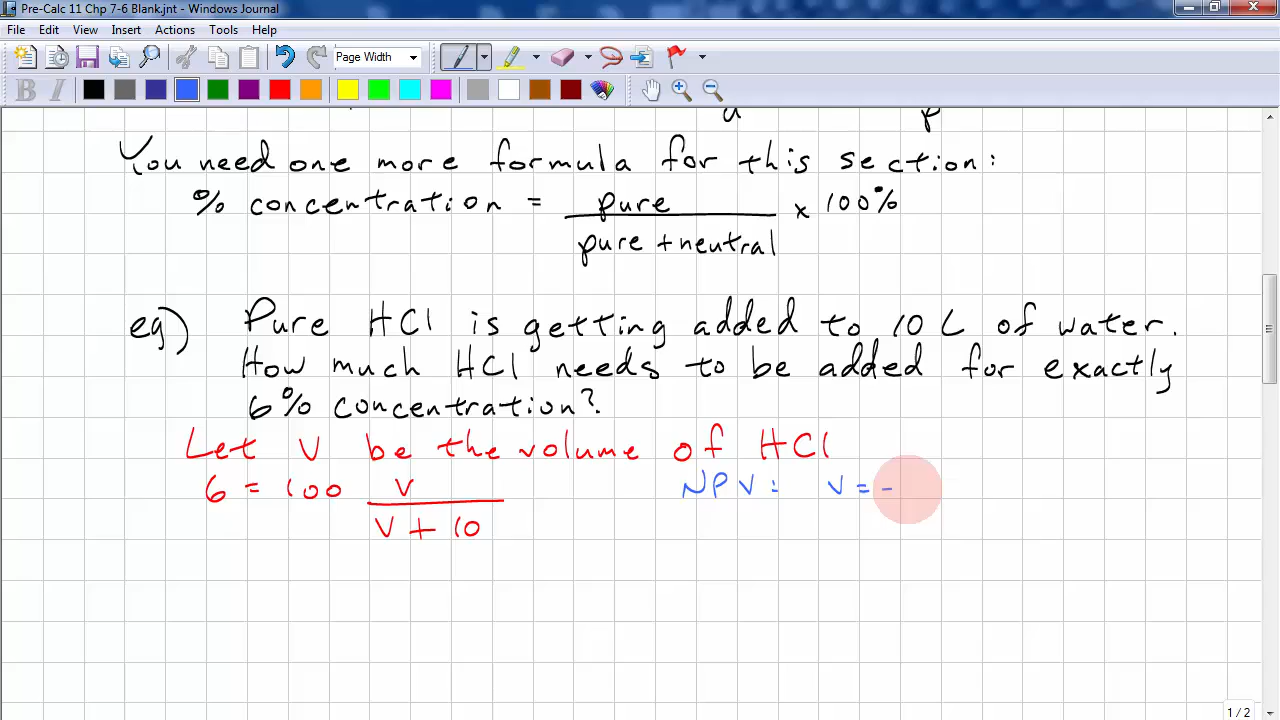 Pre-Calc 11 Chp 7-6 Blank.jnt - Windows Journal
File Edit View Insert Actions Tools Help
Page Width
B I
You need one more formula for this section:
% concentration = pure / pure + neutral x 100%
eg) Pure HCl is getting added to 10 L of water.
How much HCl needs to be added for exactly
6% concentration?
Let V be the volume of HCl
6 = 100 V / V + 10 NPV: V = -
1 / 2